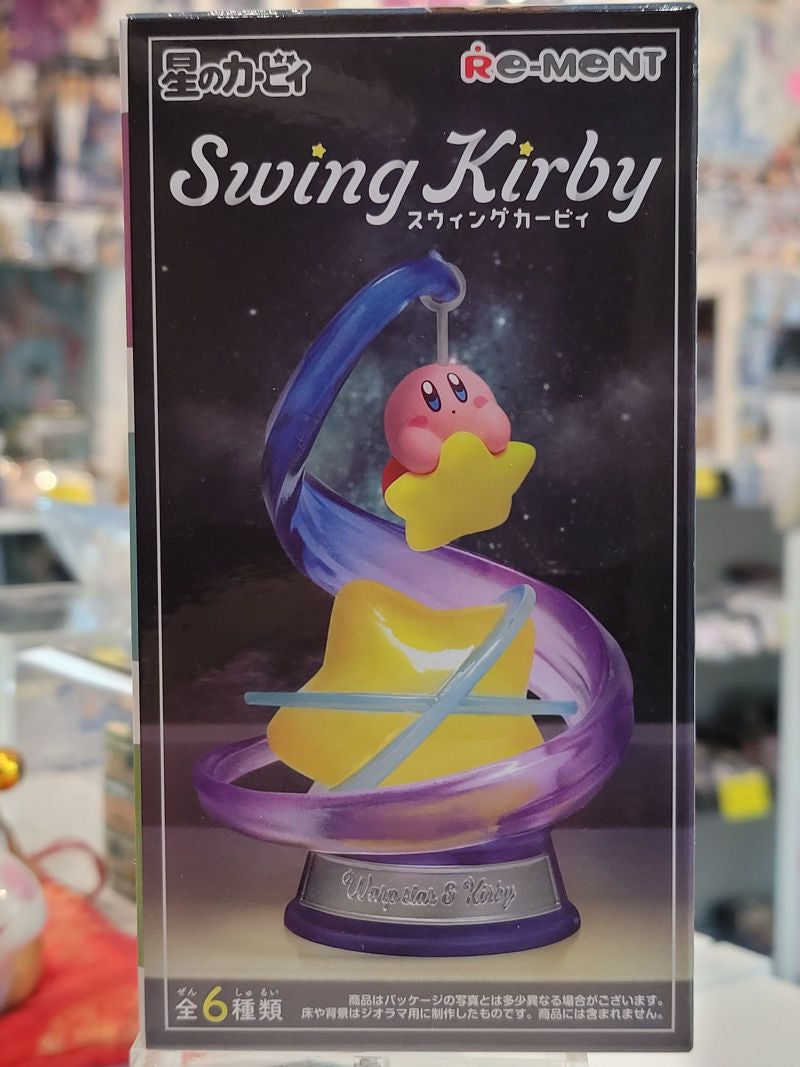 星のカービィ
Re-MeNT
Swing Kirby
スウィングカービィ
Warpstar & Kirby
ぜん しゅ るい
全6種類
商品はパッケージの写真とは多少異なる場合がございます。
床や背景はジオラマ用に制作したものです。商品には含まれません。